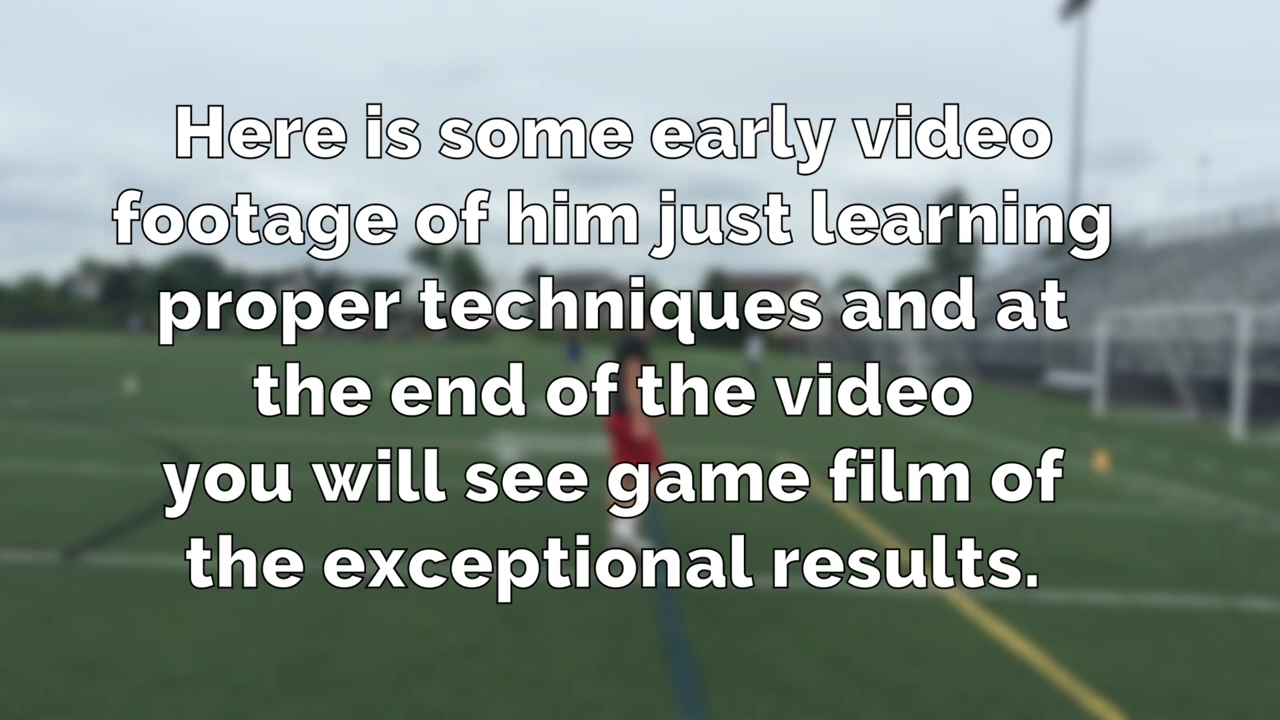 Here is some early video
footage of him just learning
proper techniques and at
the end of the video
you will see game film of
the exceptional results.